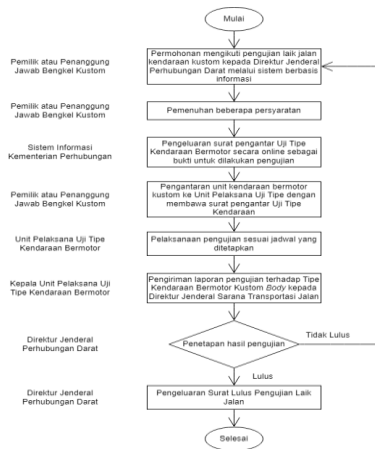 Mulai
Pemilik atau Penanggung
Jawab Bengkel Kustom
Permohonan mengikuti pengujian laik jalan
kendaraan kustom kepada Direktur Jenderal
Perhubungan Darat melalui sistem berbasis
informasi
Pemilik atau Penanggung
Jawab Bengkel Kustom
Pemenuhan beberapa persyaratan
Sistem Informasi
Kementerian Perhubungan
Pengeluaran surat pengantar Uji Tipe
Kendaraan Bermotor secara online sebagai
bukti untuk dilakukan pengujian
Pemilik atau Penanggung
Jawab Bengkel Kustom
Pengantaran unit kendaraan bermotor
kustom ke Unit Pelaksana Uji Tipe dengan
membawa surat pengantar Uji Tipe
Kendaraan
Unit Pelaksana Uji Tipe
Kendaraan Bermotor
Pelaksanaan pengujian sesuai jadwal yang
ditetapkan
Kepala Unit Pelaksana Uji
Tipe Kendaraan Bermotor
Pengiriman laporan pengujian terhadap Tipe
Kendaraan Bermotor Kustom Body kepada
Direktur Jenderal Sarana Transportasi Jalan
Direktur Jenderal
Perhubungan Darat
Penetapan hasil pengujian
Tidak Lulus
Lulus
Direktur Jenderal
Perhubungan Darat
Pengeluaran Surat Lulus Pengujian Laik
Jalan
Selesai